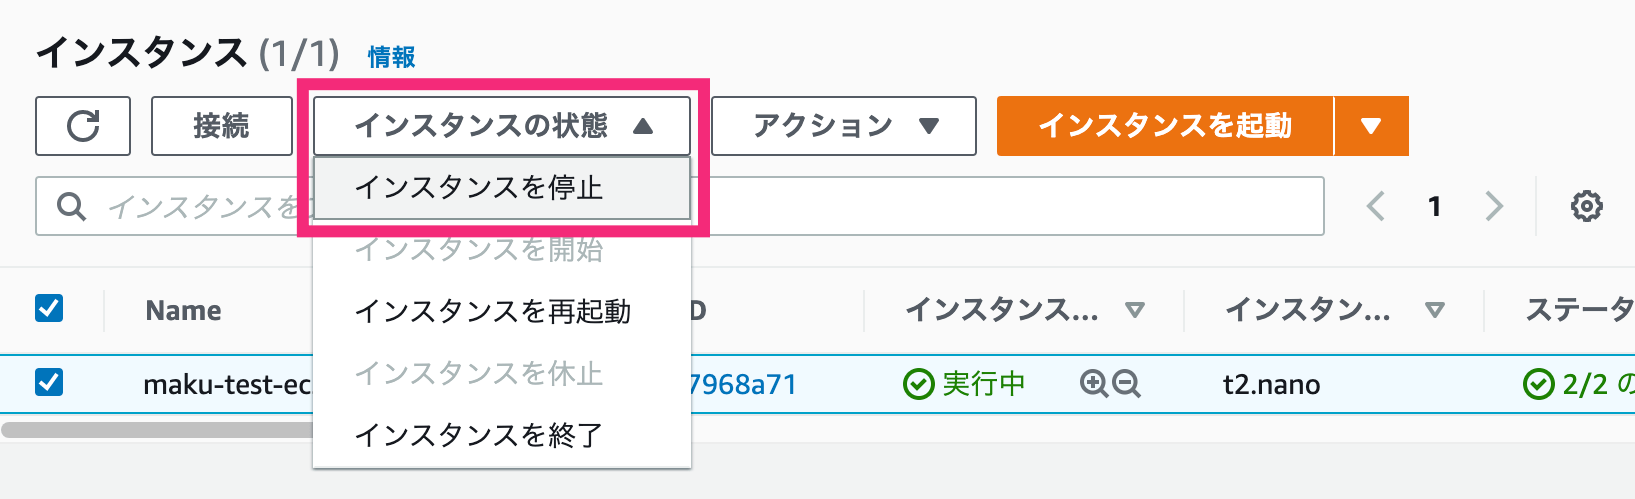 インスタンス (1/1) 情報
接続 インスタンスの状態 アクション インスタンスを起動
インスタンスを停止
インスタンスを 1
インスタンスを開始
インスタンスを再起動
インスタンスを休止
インスタンスを終了
Name D インスタンス... インスタン... ステータ
maku-test-ec 7968a71 実行中 t2.nano 2/2 の